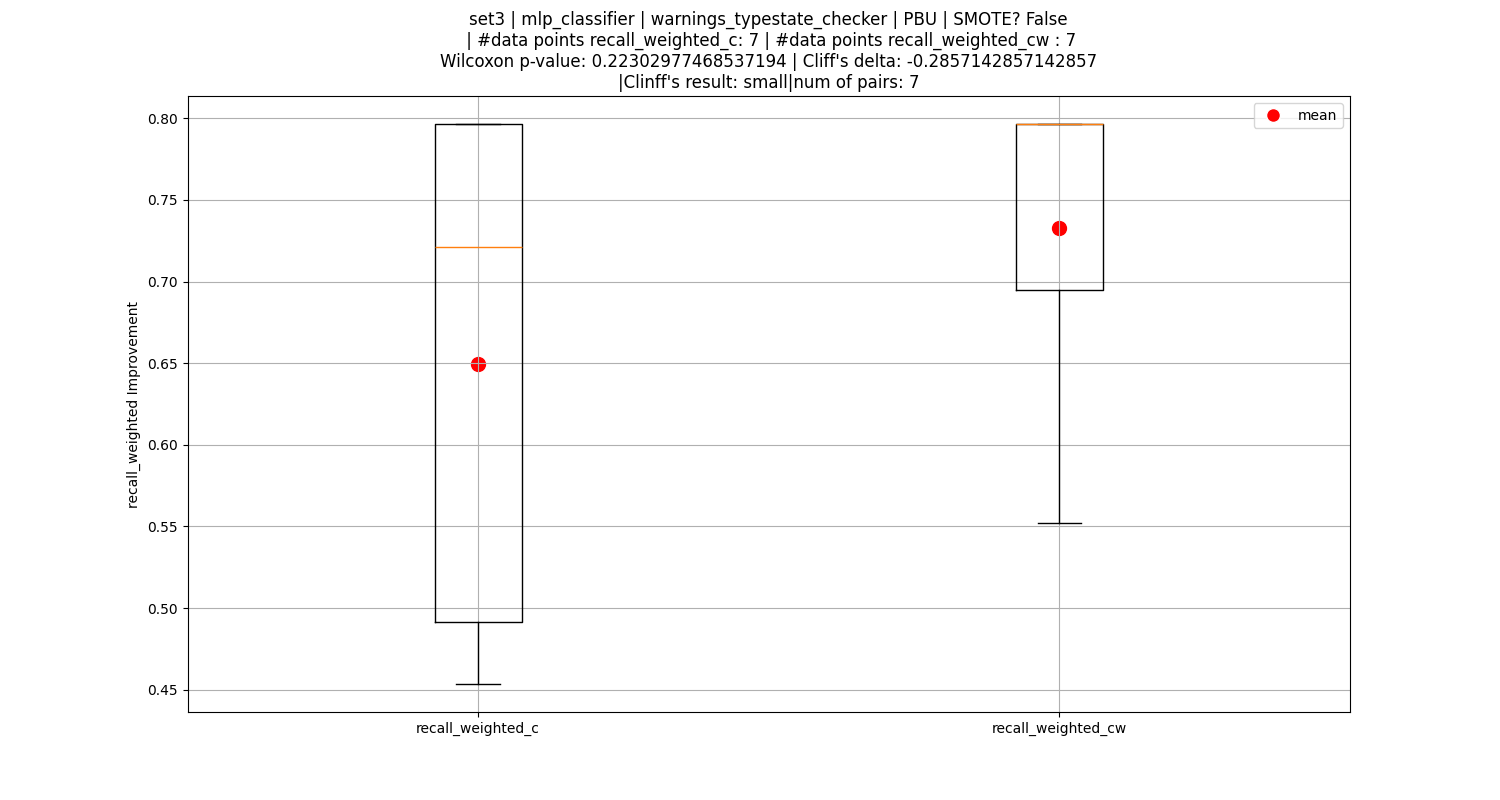 set3 | mlp_classifier | warnings_typestate_checker | PBU | SMOTE? False
| #data points recall_weighted_c: 7 | #data points recall_weighted_cw : 7
Wilcoxon p-value: 0.22302977468537194 | Cliff's delta: -0.2857142857142857
|Clinff's result: small|num of pairs: 7
mean
0.80
0.75
0.70
0.65
0.60
0.55
0.50
0.45
recall_weighted Improvement
recall_weighted_c
recall_weighted_cw